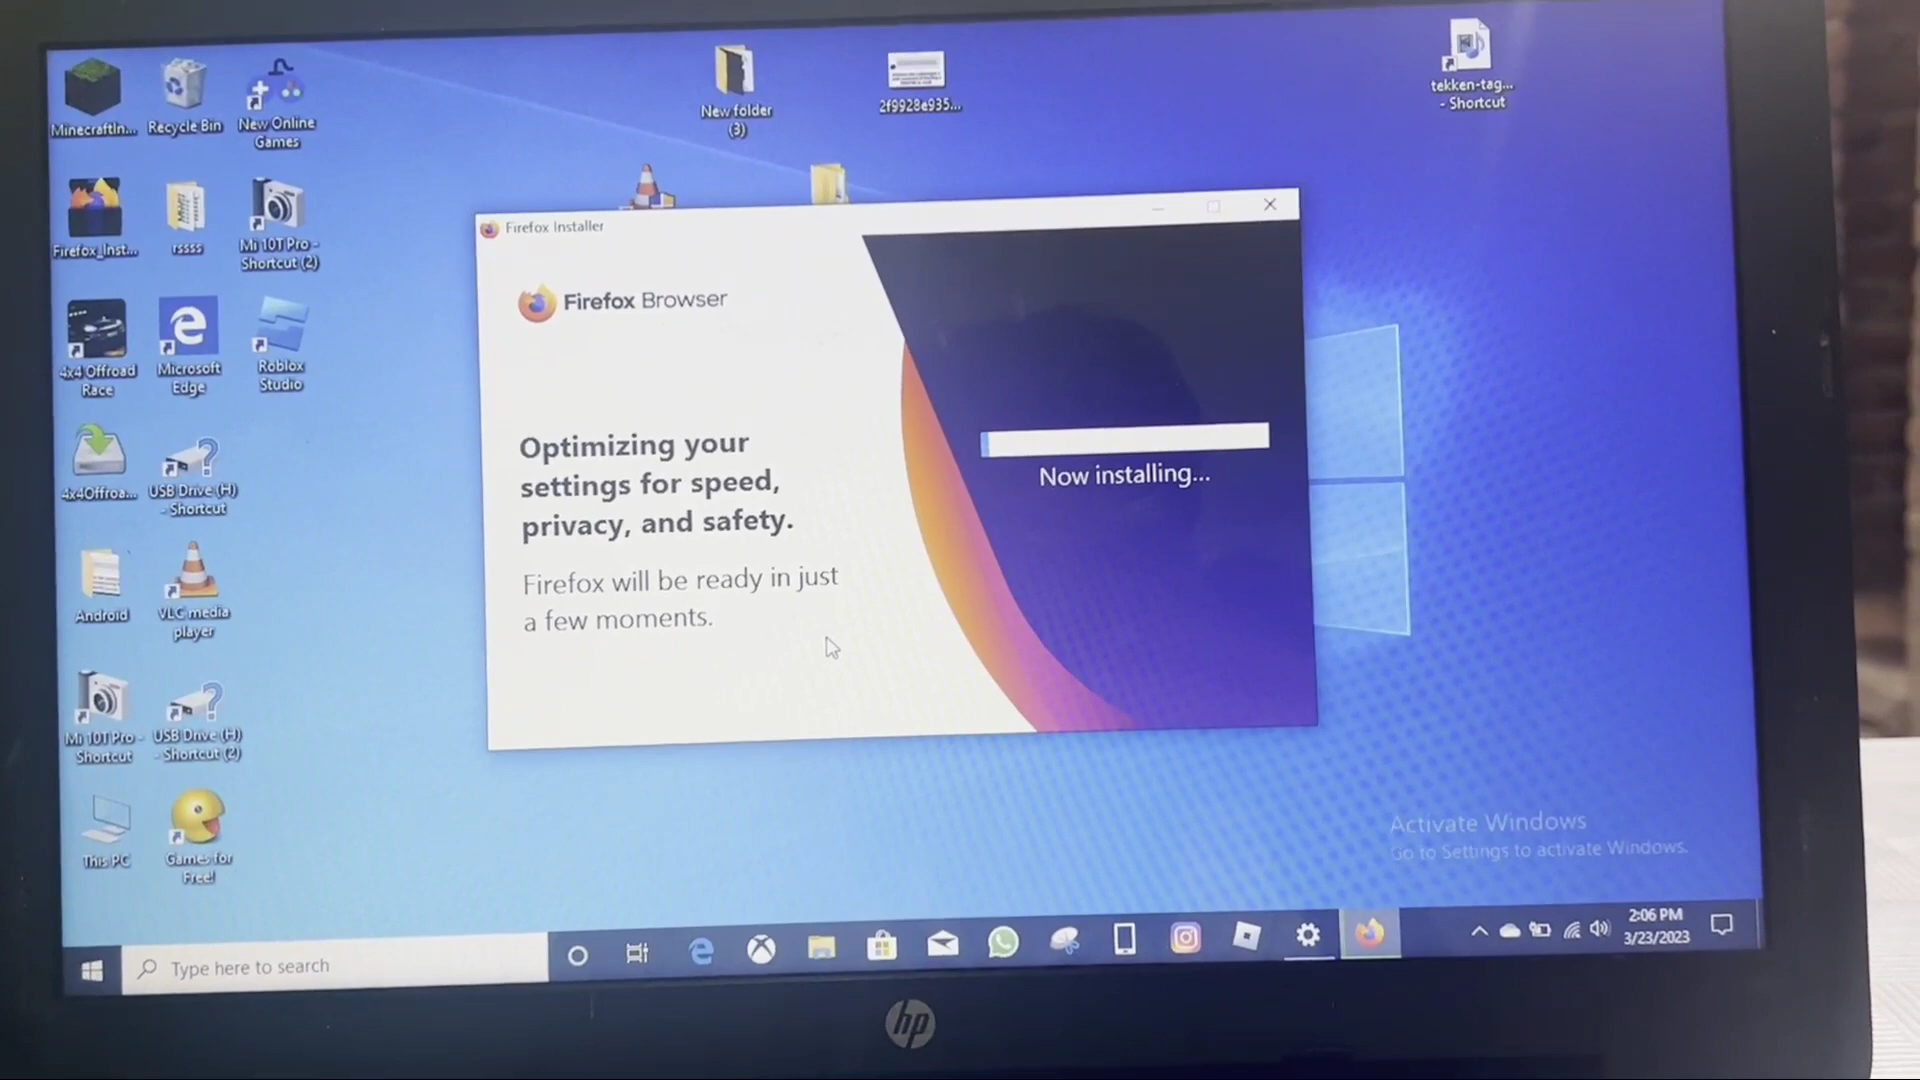 MinecraftIn...
Recycle Bin
New Online
Games
New folder
(3)
2f9928e935...
tekken-tag...
- Shortcut
Firefox_Inst...
rssss
Mi 10T Pro -
Shortcut (2)
4x4 Offroad
Race
Microsoft
Edge
Roblox
Studio
4x4Offroa...
USB Drive (H)
- Shortcut
Android
VLC media
player
Mi 10T Pro -
Shortcut
USB Drive (H)
- Shortcut (2)
This PC
Games for
Free!
Firefox Installer
Firefox Browser
Optimizing your
settings for speed,
privacy, and safety.
Firefox will be ready in just
a few moments.
Now installing...
Activate Windows
Go to Settings to activate Windows.
Type here to search
2:06 PM
3/23/2023
hp